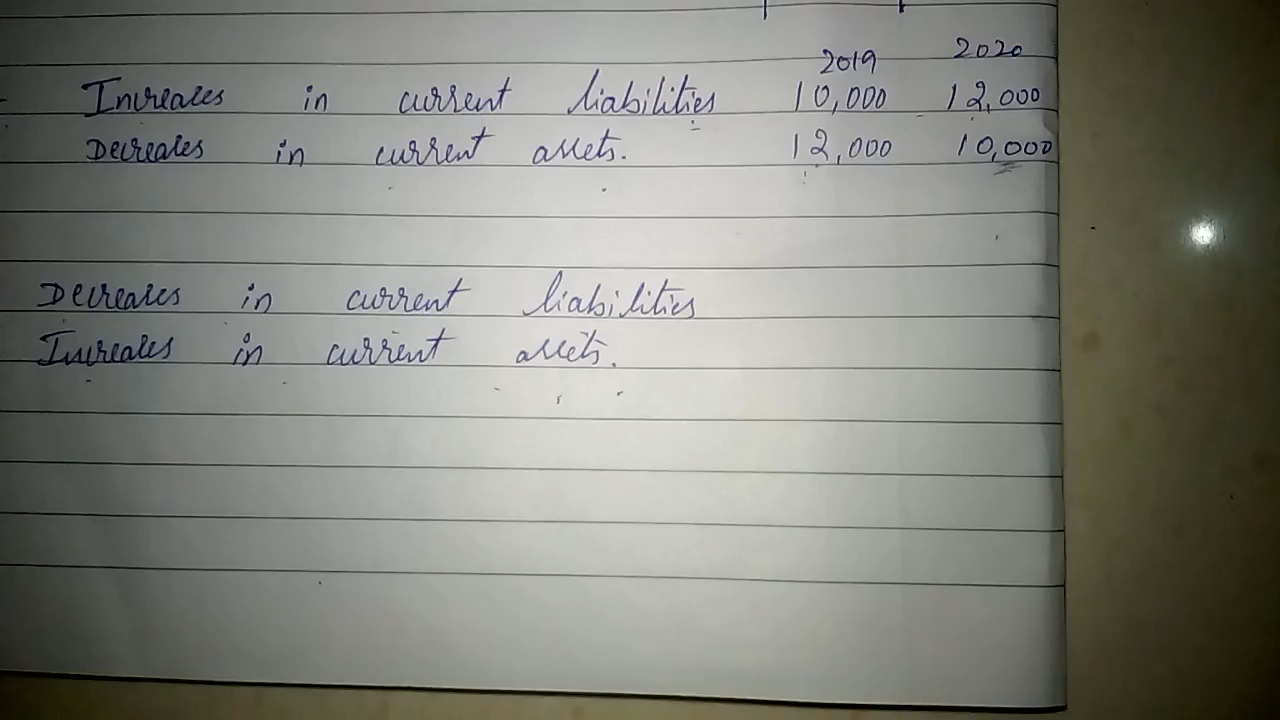 2019 2020
Increases in current liabilities 10,000 12,000
Decreases in current assets. 12,000 10,000
Decreases in current liabilities
Increases in current assets.